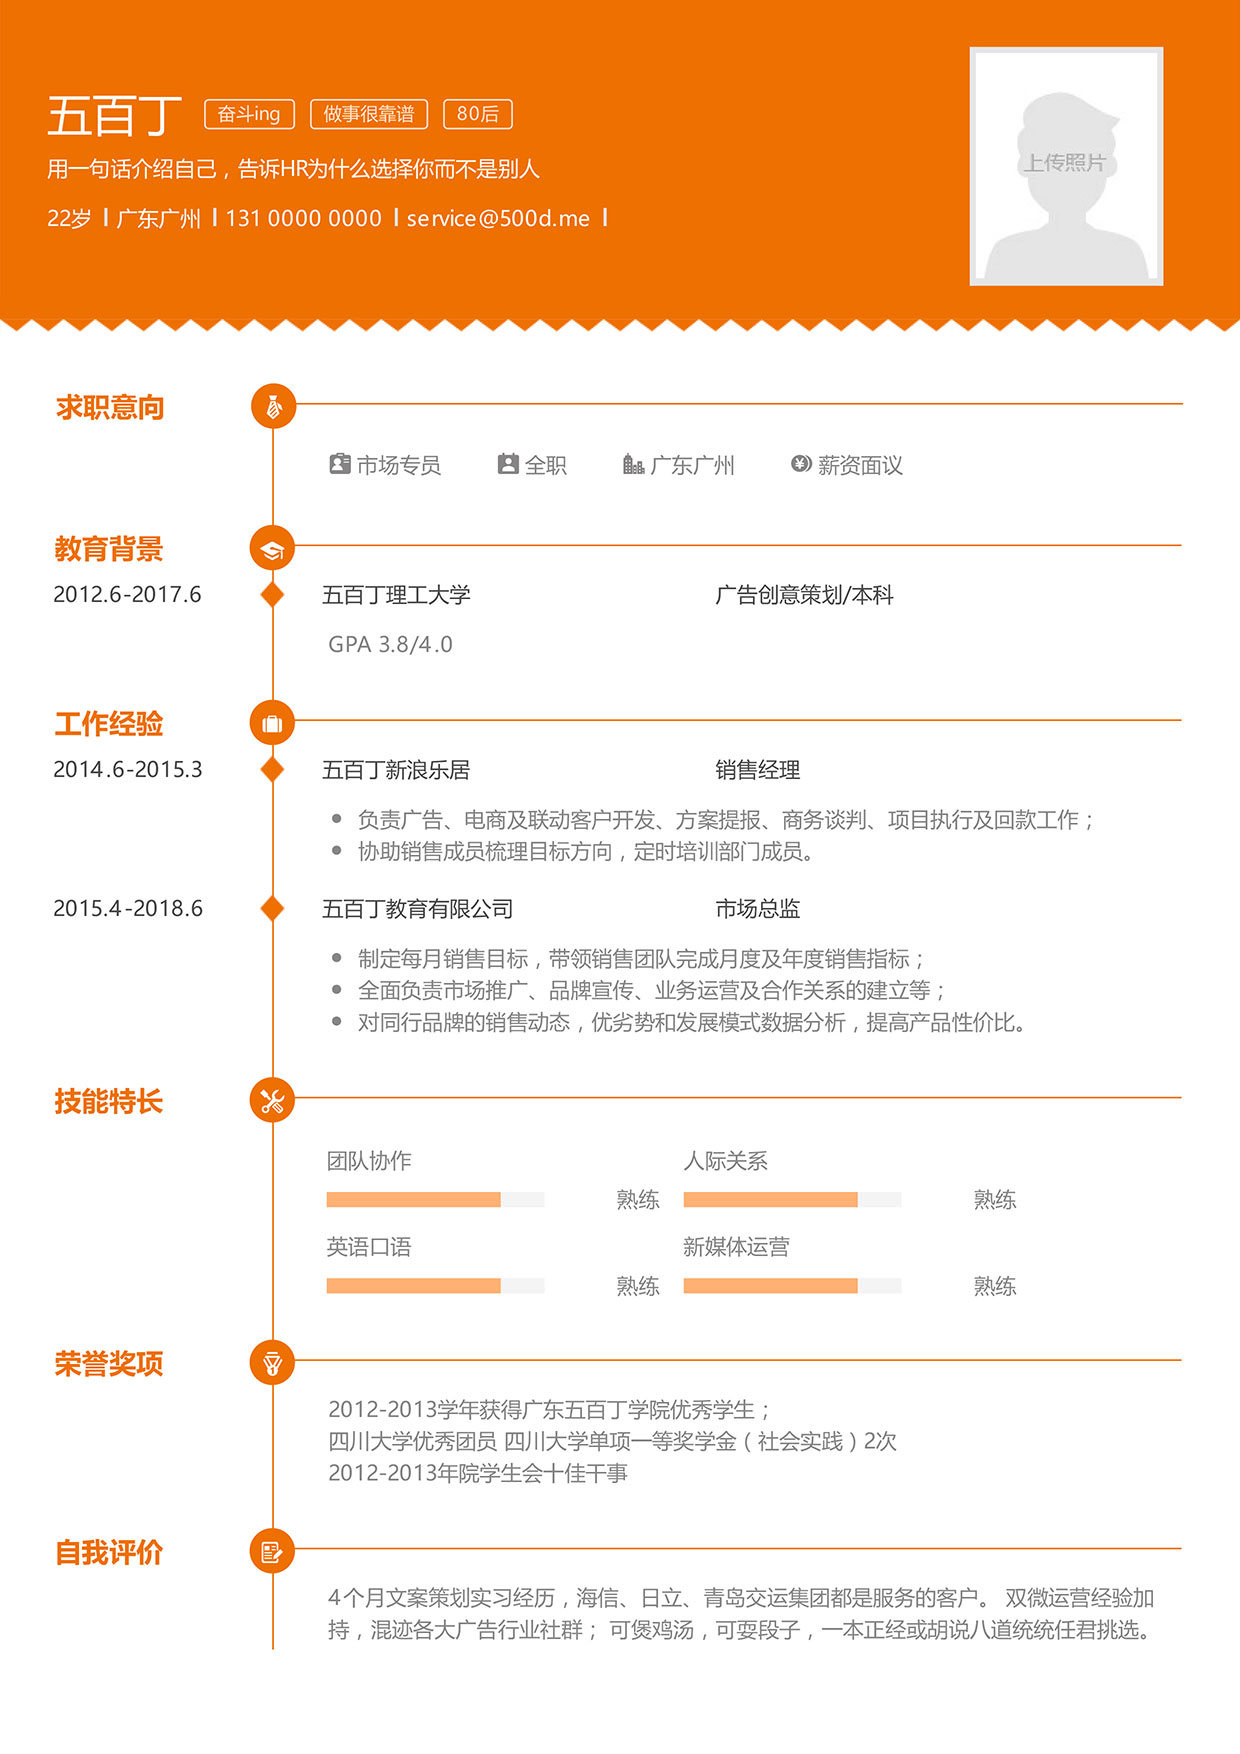 五百丁 奋斗ing 做事很靠谱 80后
用一句话介绍自己，告诉HR为什么选择你而不是别人
22岁 | 广东广州 | 131 0000 0000 | service@500d.me |
上传照片
求职意向
市场专员 全职 广东广州 薪资面议
教育背景
2012.6-2017.6 五百丁理工大学 广告创意策划/本科
GPA 3.8/4.0
工作经验
2014.6-2015.3 五百丁新浪乐居 销售经理
● 负责广告、电商及联动客户开发、方案提报、商务谈判、项目执行及回款工作；
● 协助销售成员梳理目标方向，定时培训部门成员。
2015.4-2018.6 五百丁教育有限公司 市场总监
● 制定每月销售目标，带领销售团队完成月度及年度销售指标；
● 全面负责市场推广、品牌宣传、业务运营及合作关系的建立等；
● 对同行品牌的销售动态，优劣势和发展模式数据分析，提高产品性价比。
技能特长
团队协作 人际关系
熟练 熟练
英语口语 新媒体运营
熟练 熟练
荣誉奖项
2012-2013学年获得广东五百丁学院优秀学生；
四川大学优秀团员 四川大学单项一等奖学金（社会实践）2次
2012-2013年院学生会十佳干事
自我评价
4个月文案策划实习经历，海信、日立、青岛交运集团都是服务的客户。 双微运营经验加
持，混迹各大广告行业社群； 可煲鸡汤，可耍段子，一本正经或胡说八道统统任君挑选。